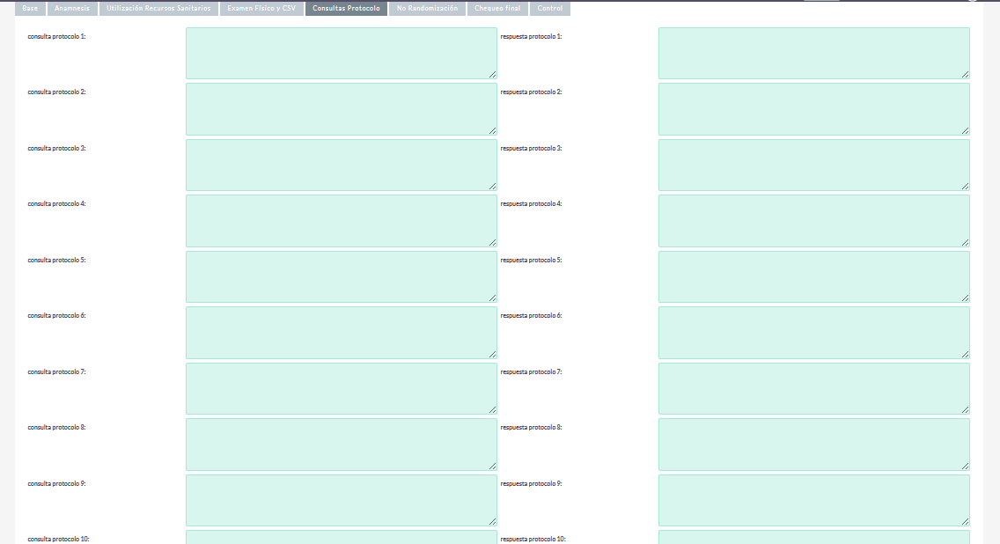 Base Anamnesis Utilización Recursos Sanitarios Examen Físico y CSV Consultas Protocolo No Randomización Chequeo final Control
consulta protocolo 1: respuesta protocolo 1:
consulta protocolo 2: respuesta protocolo 2:
consulta protocolo 3: respuesta protocolo 3:
consulta protocolo 4: respuesta protocolo 4:
consulta protocolo 5: respuesta protocolo 5:
consulta protocolo 6: respuesta protocolo 6:
consulta protocolo 7: respuesta protocolo 7:
consulta protocolo 8: respuesta protocolo 8:
consulta protocolo 9: respuesta protocolo 9:
consulta protocolo 10: respuesta protocolo 10: